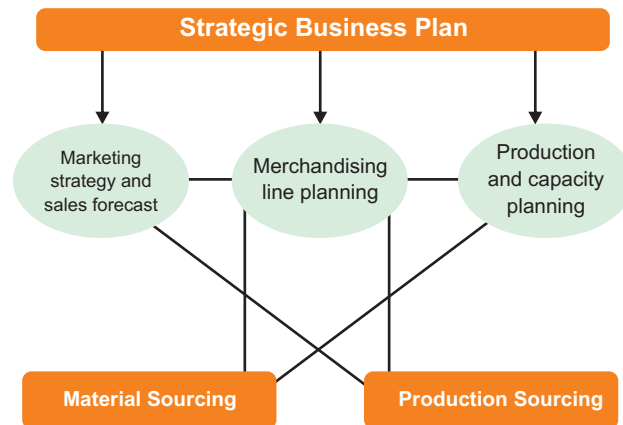 Strategic Business Plan
Marketing
strategy and
sales forecast
Merchandising
line planning
Production
and capacity
planning
Material Sourcing
Production Sourcing